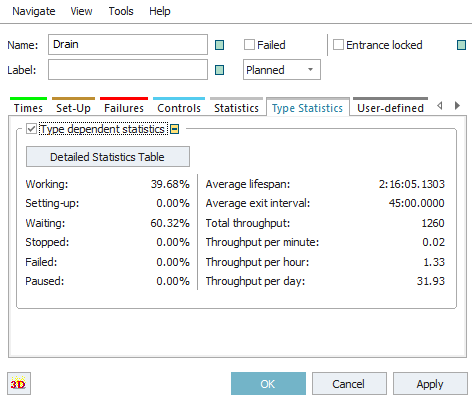 Navigate View Tools Help
Name: Drain Failed Entrance locked
Label: Planned
Times Set-Up Failures Controls Statistics Type Statistics User-defined
Type dependent statistics
Detailed Statistics Table
Working: 39.68% Average lifespan: 2:16:05.1303
Setting-up: 0.00% Average exit interval: 45:00.0000
Waiting: 60.32% Total throughput: 1260
Stopped: 0.00% Throughput per minute: 0.02
Failed: 0.00% Throughput per hour: 1.33
Paused: 0.00% Throughput per day: 31.93
3D OK Cancel Apply